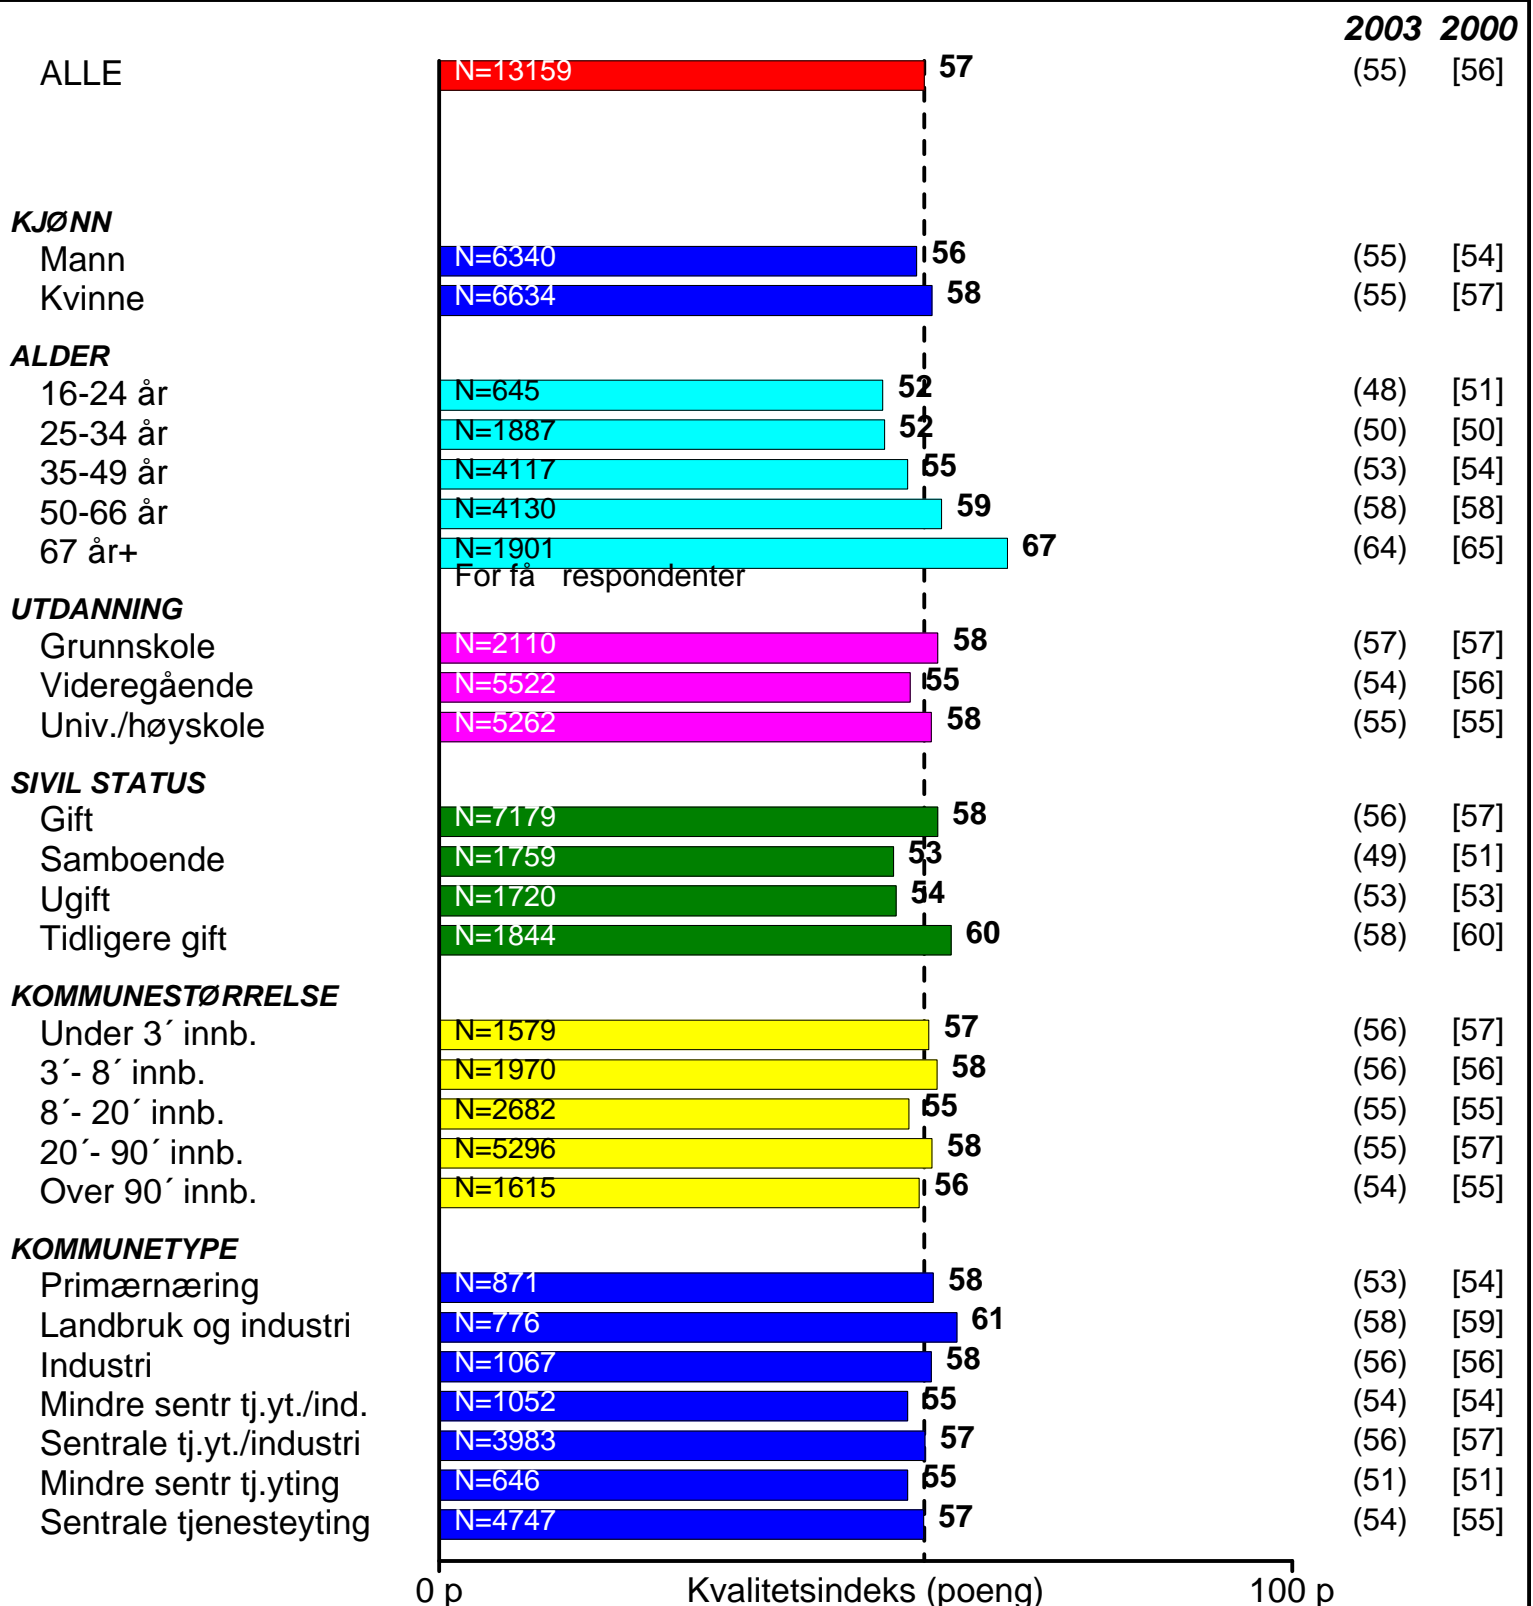 2003 2000
ALLE N=13159 57 (55) [56]
KJØNN
Mann N=6340 56 (55) [54]
Kvinne N=6634 58 (55) [57]
ALDER
16-24 år N=645 52 (48) [51]
25-34 år N=1887 52 (50) [50]
35-49 år N=4117 55 (53) [54]
50-66 år N=4130 59 (58) [58]
67 år+ N=1901 67 (64) [65]
For få respondenter
UTDANNING
Grunnskole N=2110 58 (57) [57]
Videregående N=5522 55 (54) [56]
Univ./høyskole N=5262 58 (55) [55]
SIVIL STATUS
Gift N=7179 58 (56) [57]
Samboende N=1759 53 (49) [51]
Ugift N=1720 54 (53) [53]
Tidligere gift N=1844 60 (58) [60]
KOMMUNESTØRRELSE
Under 3´ innb. N=1579 57 (56) [57]
3´- 8´ innb. N=1970 58 (56) [56]
8´- 20´ innb. N=2682 55 (55) [55]
20´- 90´ innb. N=5296 58 (55) [57]
Over 90´ innb. N=1615 56 (54) [55]
KOMMUNETYPE
Primærnæring N=871 58 (53) [54]
Landbruk og industri N=776 61 (58) [59]
Industri N=1067 58 (56) [56]
Mindre sentr tj.yt./ind. N=1052 55 (54) [54]
Sentrale tj.yt./industri N=3983 57 (56) [57]
Mindre sentr tj.yting N=646 55 (51) [51]
Sentrale tjenesteyting N=4747 57 (54) [55]
0 p Kvalitetsindeks (poeng) 100 p